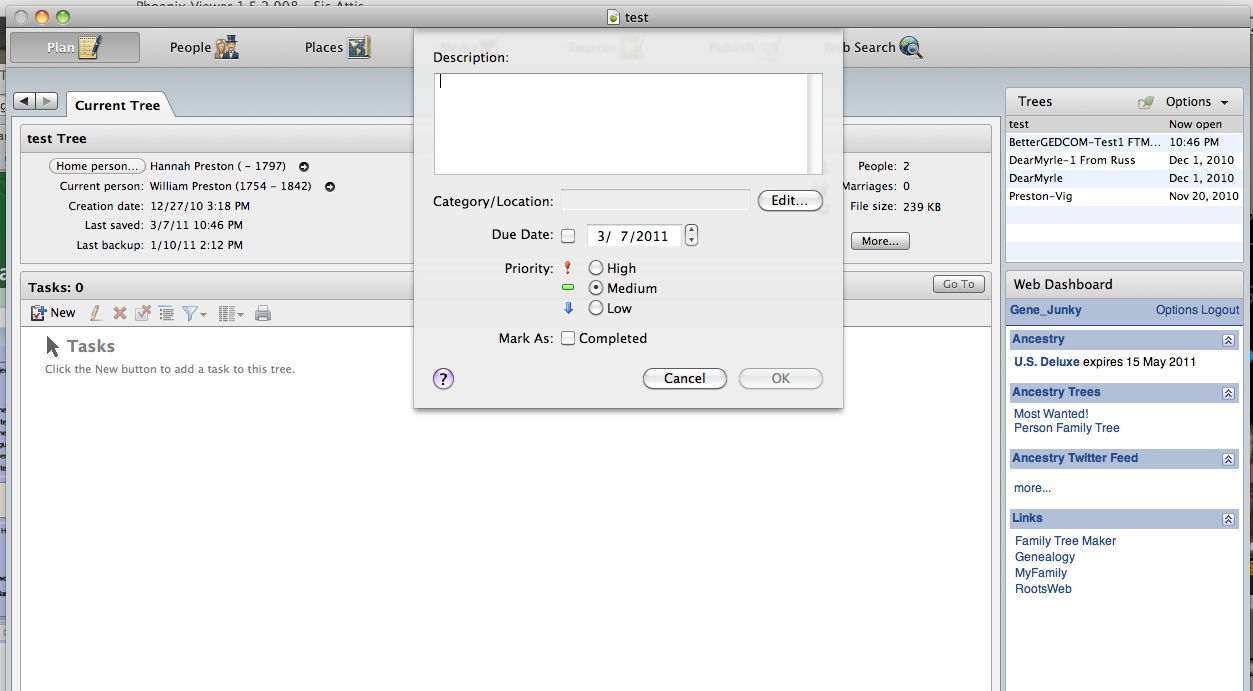 Phoenix Viewer 1.5.2.908
test
Plan
People
Places
Media
Sources
Publish
Web Search
Current Tree
test Tree
Home person... Hannah Preston ( – 1797)
Current person: William Preston (1754 – 1842)
Creation date: 12/27/10 3:18 PM
Last saved: 3/7/11 10:46 PM
Last backup: 1/10/11 2:12 PM
People: 2
Marriages: 0
File size: 239 KB
More...
Tasks: 0
Go To
New
Tasks
Click the New button to add a task to this tree.
Description:
Category/Location:
Edit...
Due Date: 3/ 7/2011
Priority: ! High
Medium
Low
Mark As: Completed
?
Cancel
OK
Trees
Options
test Now open
BetterGEDCOM-Test1 FTM... 10:46 PM
DearMyrle-1 From Russ Dec 1, 2010
DearMyrle Dec 1, 2010
Preston-Vig Nov 20, 2010
Web Dashboard
Gene_Junky Options Logout
Ancestry
U.S. Deluxe expires 15 May 2011
Ancestry Trees
Most Wanted!
Person Family Tree
Ancestry Twitter Feed
more...
Links
Family Tree Maker
Genealogy
MyFamily
RootsWeb